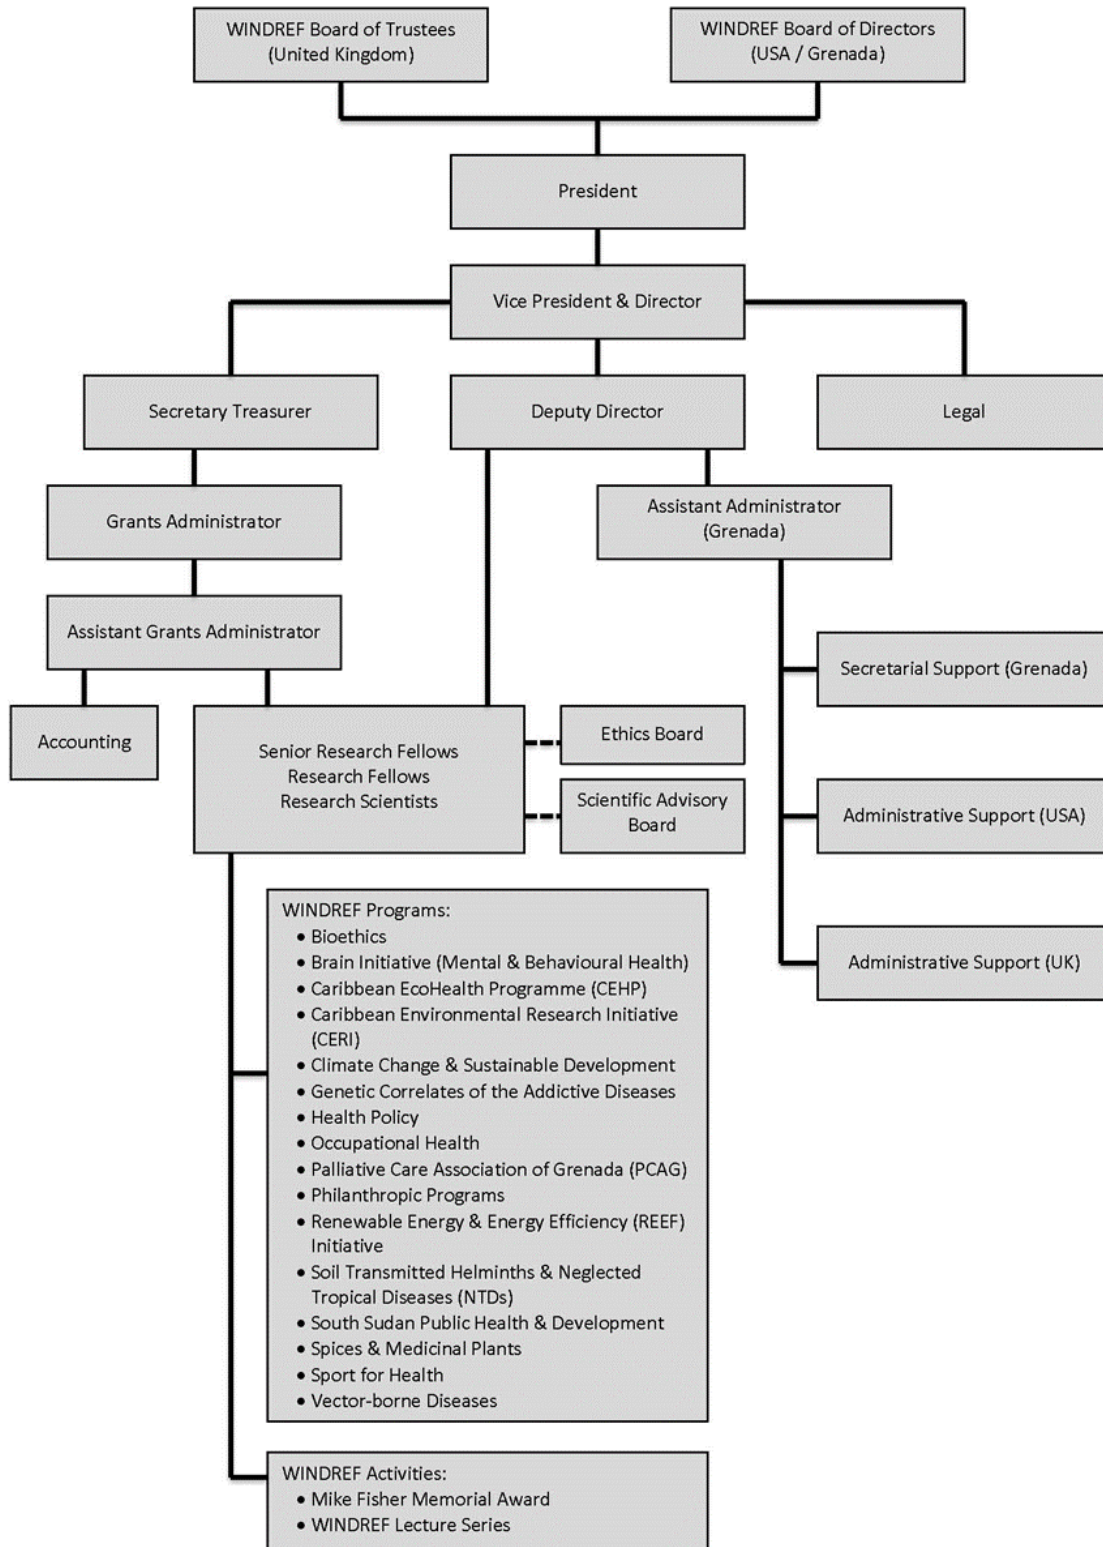 WINDREF Board of Trustees
(United Kingdom)
WINDREF Board of Directors
(USA / Grenada)
President
Vice President & Director
Secretary Treasurer
Deputy Director
Legal
Grants Administrator
Assistant Administrator
(Grenada)
Assistant Grants Administrator
Secretarial Support (Grenada)
Accounting
Senior Research Fellows
Research Fellows
Research Scientists
Ethics Board
Scientific Advisory
Board
Administrative Support (USA)
Administrative Support (UK)
WINDREF Programs:
• Bioethics
• Brain Initiative (Mental & Behavioural Health)
• Caribbean EcoHealth Programme (CEHP)
• Caribbean Environmental Research Initiative
(CERI)
• Climate Change & Sustainable Development
• Genetic Correlates of the Addictive Diseases
• Health Policy
• Occupational Health
• Palliative Care Association of Grenada (PCAG)
• Philanthropic Programs
• Renewable Energy & Energy Efficiency (REEF)
Initiative
• Soil Transmitted Helminths & Neglected
Tropical Diseases (NTDs)
• South Sudan Public Health & Development
• Spices & Medicinal Plants
• Sport for Health
• Vector-borne Diseases
WINDREF Activities:
• Mike Fisher Memorial Award
• WINDREF Lecture Series